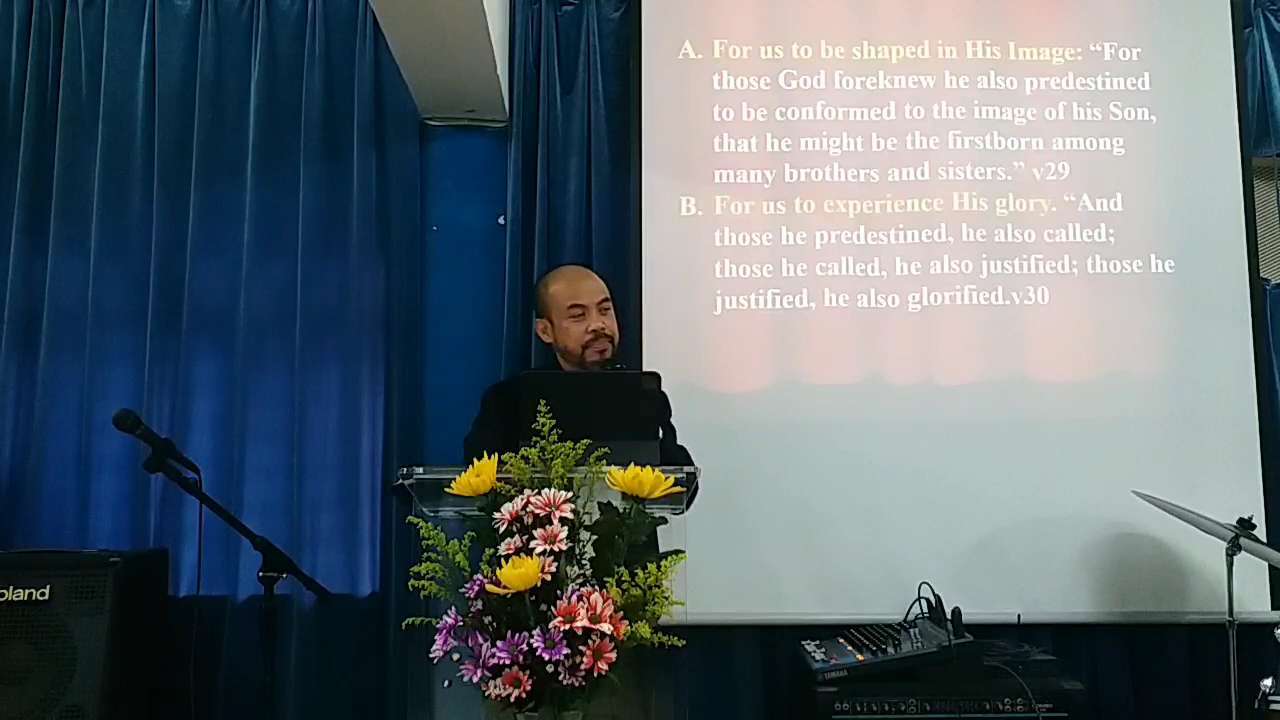 A. For us to be shaped in His Image: “For
those God foreknew he also predestined
to be conformed to the image of his Son,
that he might be the firstborn among
many brothers and sisters.” v29
B. For us to experience His glory. “And
those he predestined, he also called;
those he called, he also justified; those he
justified, he also glorified.v30
oland
YAMAHA